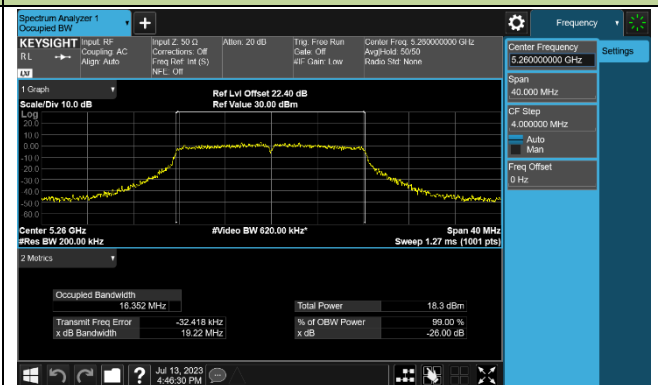 Spectrum Analyzer 1
Occupied BW
+
Frequency
KEYSIGHT
RL
Input: RF
Coupling: AC
Align: Auto
Input Z: 50 Ω
Corrections: Off
Freq Ref: Int (S)
NFE: Off
Atten: 20 dB
Trig: Free Run
Gate: Off
#IF Gain: Low
Center Freq: 5.260000000 GHz
Avg|Hold: 50/50
Radio Std: None
LXI
Center Frequency
5.260000000 GHz
Settings
Span
40.000 MHz
CF Step
4.000000 MHz
Auto
Man
Freq Offset
0 Hz
1 Graph
Scale/Div 10.0 dB
Ref Lvl Offset 22.40 dB
Ref Value 30.00 dBm
Log
20.0
10.0
0.00
-10.0
-20.0
-30.0
-40.0
-50.0
-60.0
Center 5.26 GHz
#Res BW 200.00 kHz
#Video BW 620.00 kHz*
Span 40 MHz
Sweep 1.27 ms (1001 pts)
2 Metrics
Occupied Bandwidth
16.352 MHz
Total Power 18.3 dBm
Transmit Freq Error -32.418 kHz
% of OBW Power 99.00 %
x dB Bandwidth 19.22 MHz
x dB -26.00 dB
?
Jul 13, 2023
4:46:30 PM